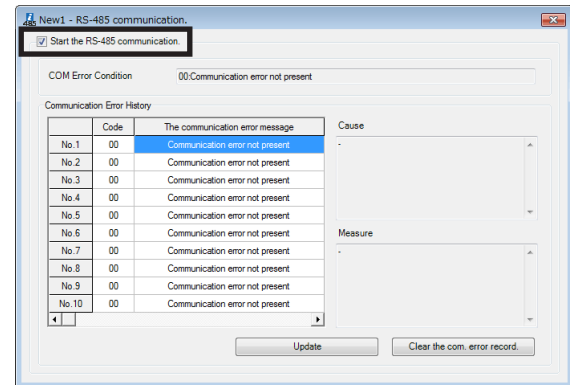 New1 - RS-485 communication.
Start the RS-485 communication.
COM Error Condition 00:Communication error not present
Communication Error History
Code The communication error message
No.1 00 Communication error not present
No.2 00 Communication error not present
No.3 00 Communication error not present
No.4 00 Communication error not present
No.5 00 Communication error not present
No.6 00 Communication error not present
No.7 00 Communication error not present
No.8 00 Communication error not present
No.9 00 Communication error not present
No.10 00 Communication error not present
Cause
-
Measure
-
Update Clear the com. error record.